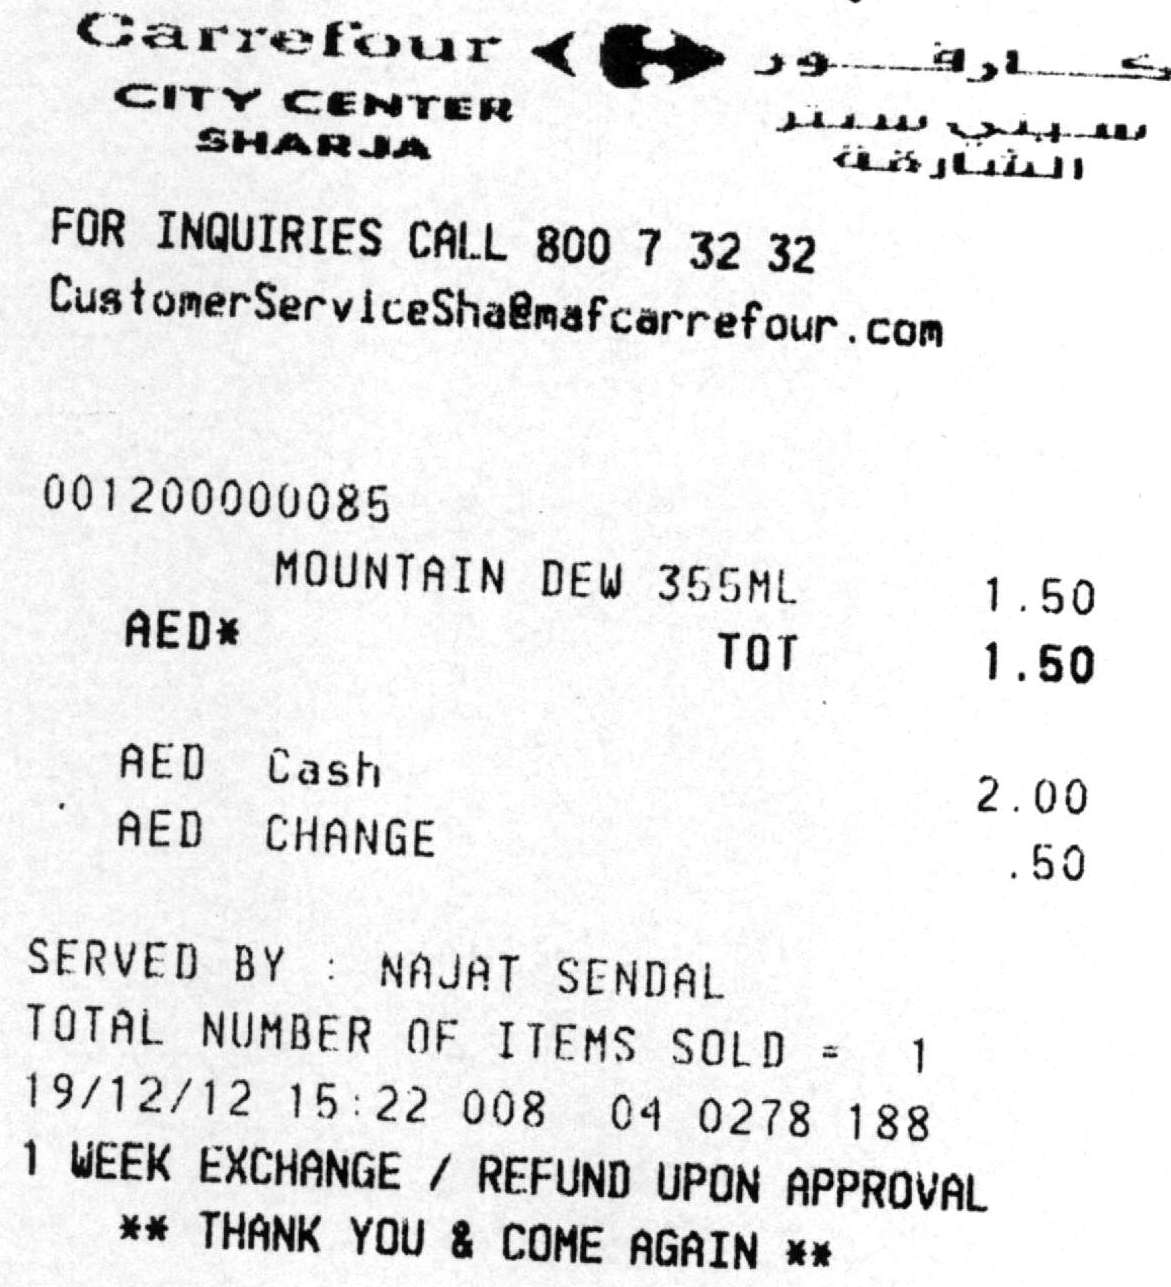 Carrefour كارفور
CITY CENTER سيتي سنتر
SHARJA الشارقة
FOR INQUIRIES CALL 800 7 32 32
CustomerServiceSha@mafcarrefour.com
001200000085
MOUNTAIN DEW 355ML 1.50
AED* TOT 1.50
AED Cash 2.00
AED CHANGE .50
SERVED BY : NAJAT SENDAL
TOTAL NUMBER OF ITEMS SOLD = 1
19/12/12 15:22 008 04 0278 188
1 WEEK EXCHANGE / REFUND UPON APPROVAL
** THANK YOU & COME AGAIN **